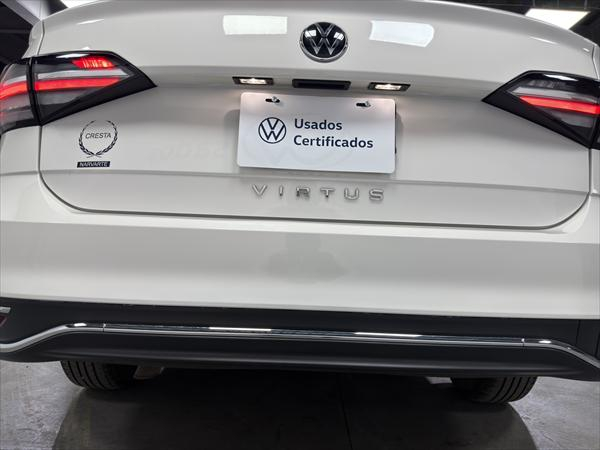 Usados
Certificados
CRESTA
NARVARTE
VIRTUS